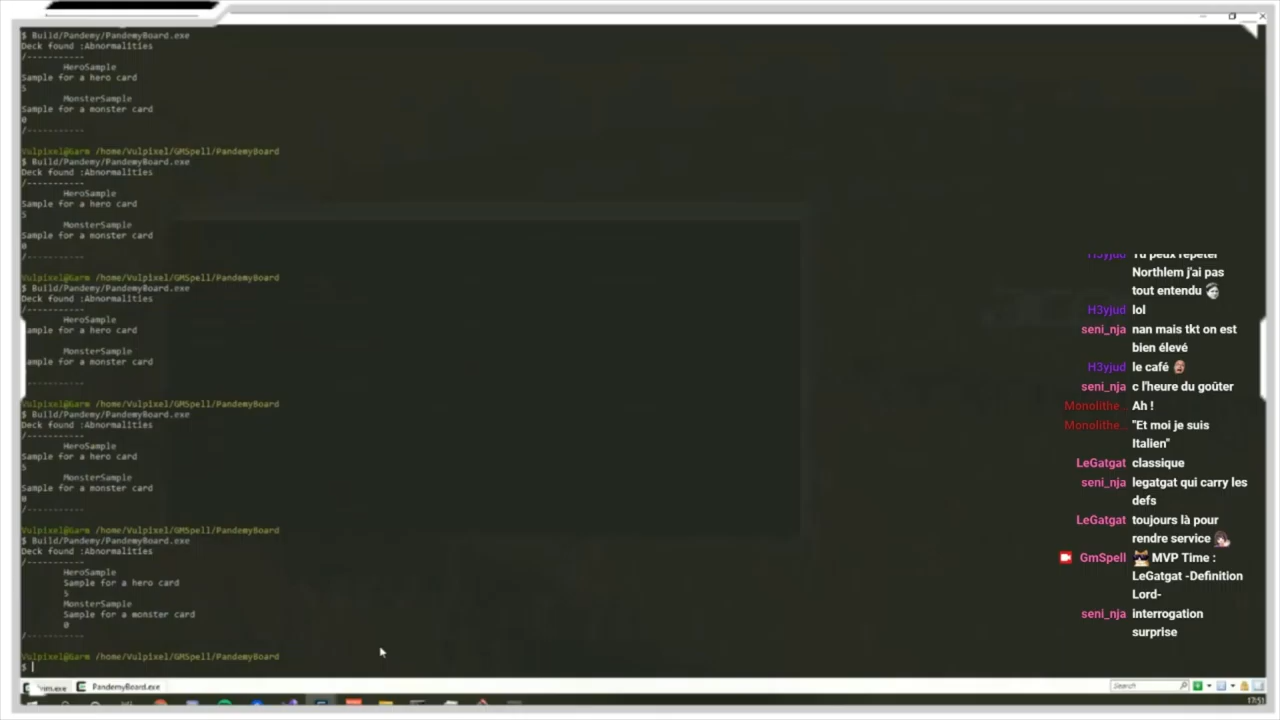 $ Build/Pandemy/PandemyBoard.exe
Deck found :Abnormalities
/-----------
HeroSample
Sample for a hero card
5
MonsterSample
Sample for a monster card
0
/-----------
Vulpixel@Garm /home/Vulpixel/GMSpell/PandemyBoard
$ Build/Pandemy/PandemyBoard.exe
Deck found :Abnormalities
/-----------
HeroSample
Sample for a hero card
5
MonsterSample
Sample for a monster card
0
/-----------
Vulpixel@Garm /home/Vulpixel/GMSpell/PandemyBoard
$ Build/Pandemy/PandemyBoard.exe
Deck found :Abnormalities
/-----------
HeroSample
ample for a hero card
MonsterSample
ample for a monster card
-----------
Vulpixel@Garm /home/Vulpixel/GMSpell/PandemyBoard
$ Build/Pandemy/PandemyBoard.exe
Deck found :Abnormalities
/-----------
HeroSample
Sample for a hero card
5
MonsterSample
Sample for a monster card
0
/-----------
Vulpixel@Garm /home/Vulpixel/GMSpell/PandemyBoard
$ Build/Pandemy/PandemyBoard.exe
Deck found :Abnormalities
/-----------
HeroSample
Sample for a hero card
5
MonsterSample
Sample for a monster card
0
/-----------
Vulpixel@Garm /home/Vulpixel/GMSpell/PandemyBoard
$
PandemyBoard.exe
Search
17:51
H3yjud Tu peux répéter
Northlem j'ai pas
tout entendu
H3yjud lol
seni_nja nan mais tkt on est
bien élevé
H3yjud le café
seni_nja c l'heure du goûter
Monolithe... Ah !
Monolithe... "Et moi je suis
Italien"
LeGatgat classique
seni_nja legatgat qui carry les
defs
LeGatgat toujours là pour
rendre service
GmSpell MVP Time :
LeGatgat -Definition
Lord-
seni_nja interrogation
surprise